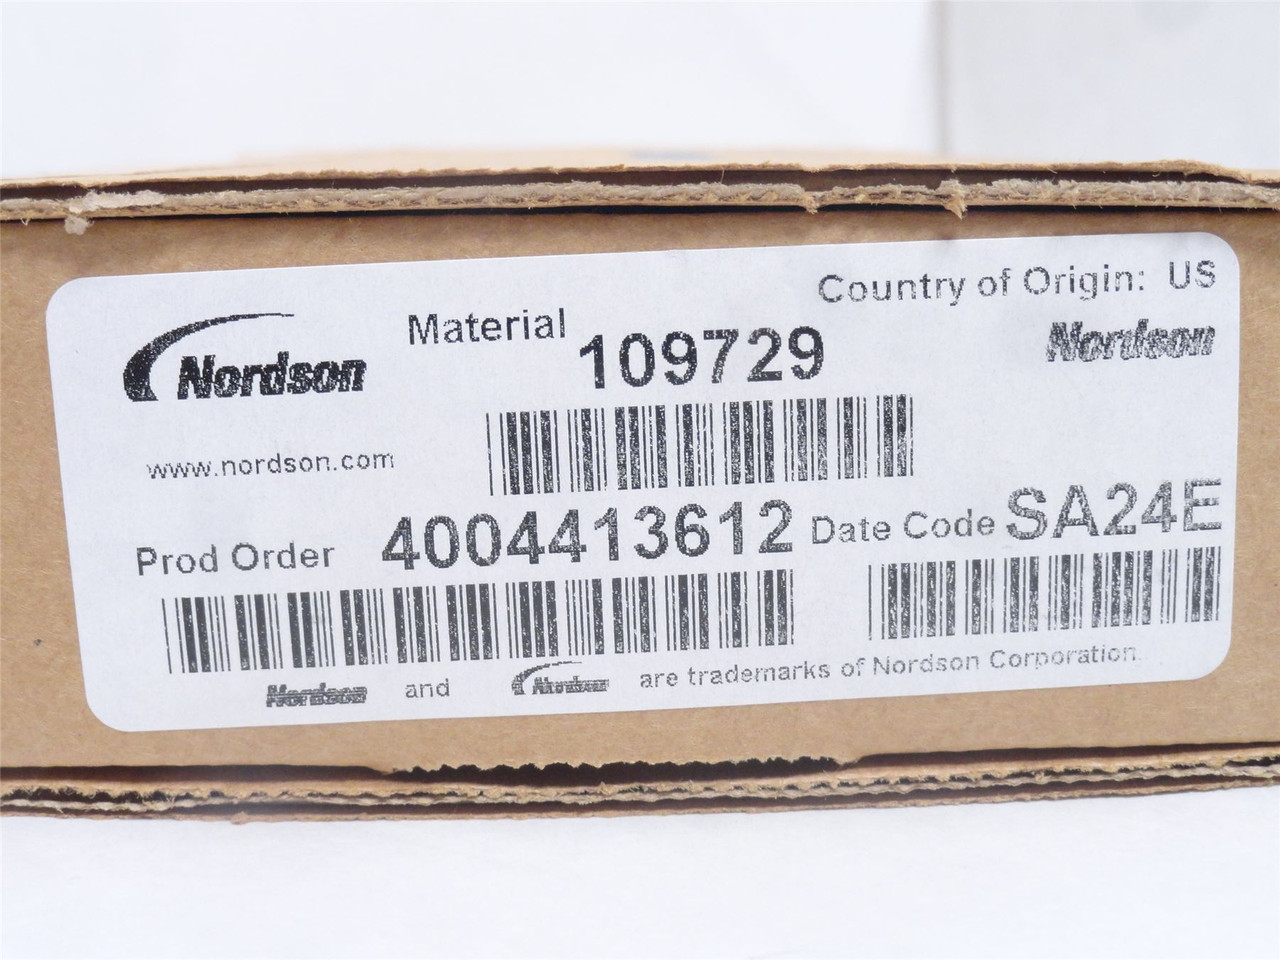 Country of Origin: US
Nordson
Material 109729
Nordson
www.nordson.com
Prod Order 4004413612 Date Code SA24E
Nordson and Nordson are trademarks of Nordson Corporation.